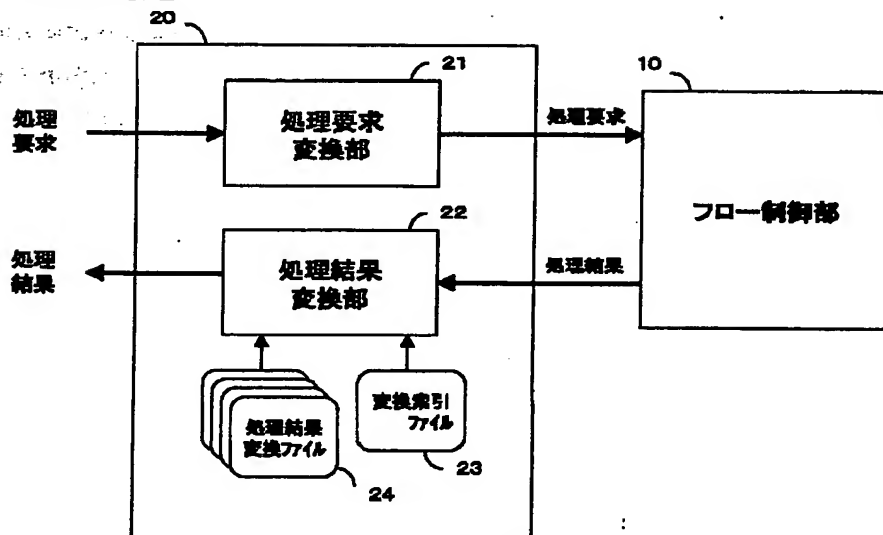 20
21
10
処理
要求
処理要求
変換部
処理要求
フロー制御部
22
処理
結果
処理結果
変換部
処理結果
処理結果
変換ファイル
変換索引
ファイル
23
24